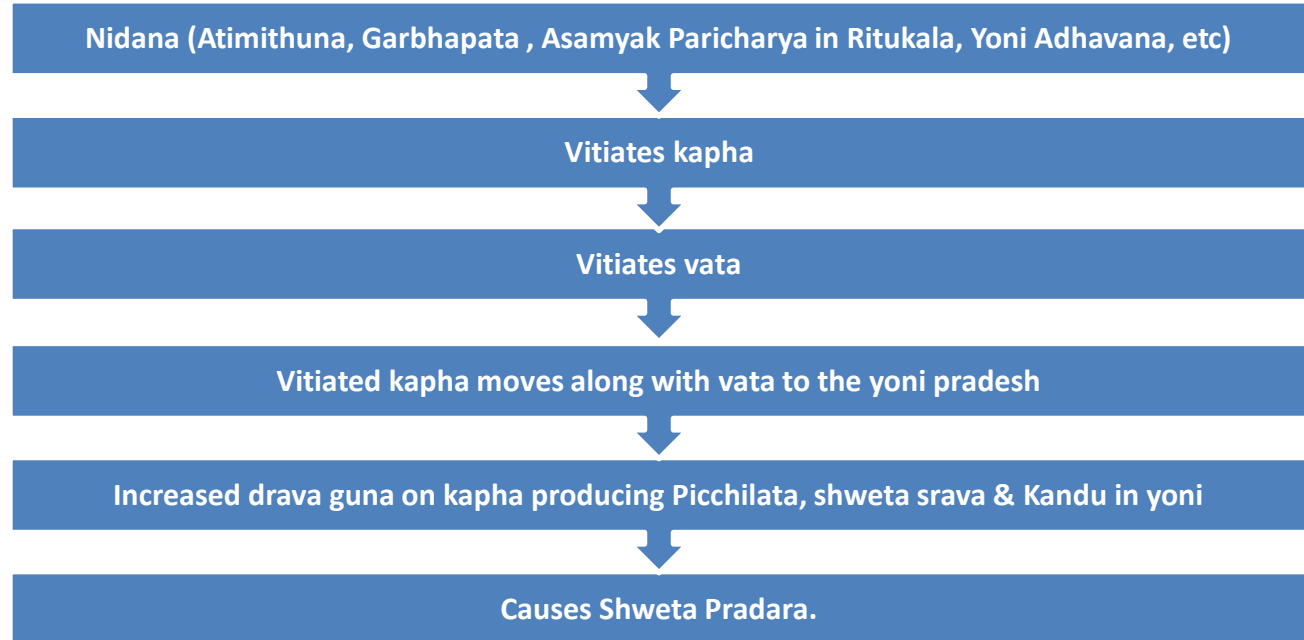 Nidana (Atimithuna, Garbhapata , Asamyak Paricharya in Ritukala, Yoni Adhavana, etc)
Vitiates kapha
Vitiates vata
Vitiated kapha moves along with vata to the yoni pradesh
Increased drava guna on kapha producing Picchilata, shweta srava & Kandu in yoni
Causes Shweta Pradara.